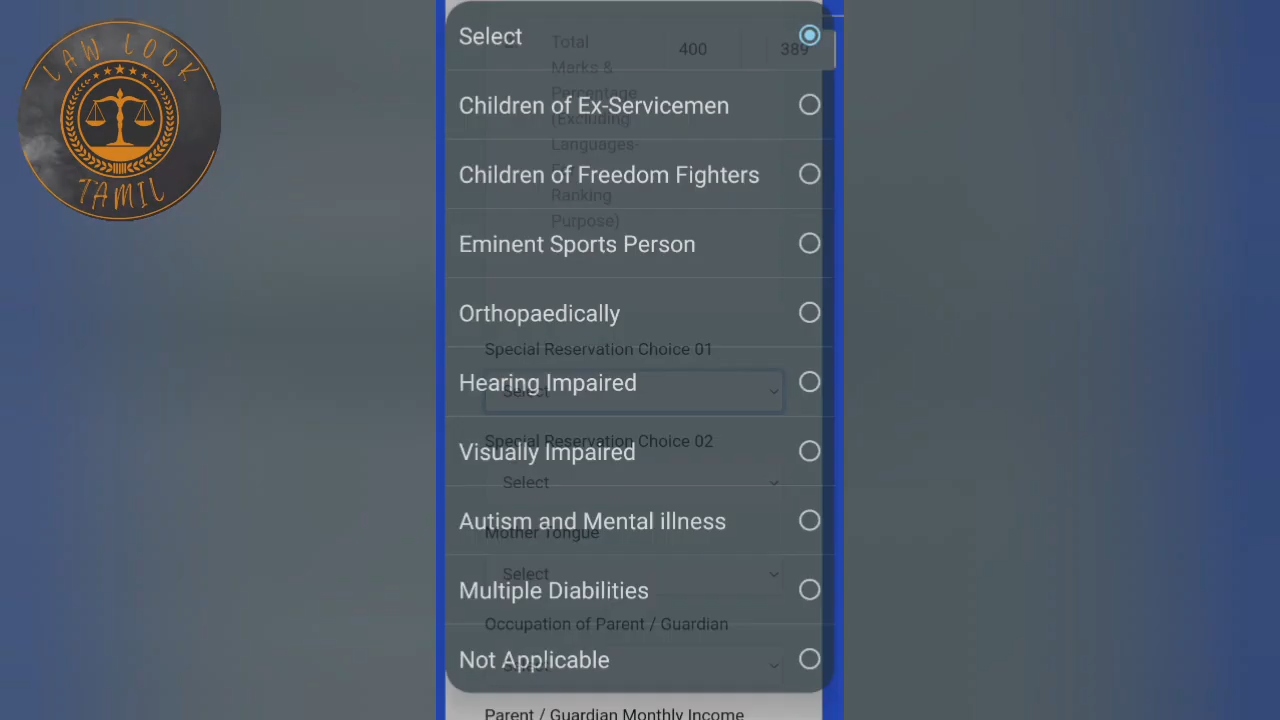 LAW LOOK
TAMIL
Select
Total
Marks &
Percentage
(Excluding
Languages-
Ranking
Purpose)
400
389
Children of Ex-Servicemen
Children of Freedom Fighters
Eminent Sports Person
Orthopaedically
Special Reservation Choice 01
Select
Hearing Impaired
Special Reservation Choice 02
Visually Impaired
Select
Autism and Mental illness
Mother Tongue
Select
Multiple Diabilities
Occupation of Parent / Guardian
Not Applicable
Parent / Guardian Monthly Income